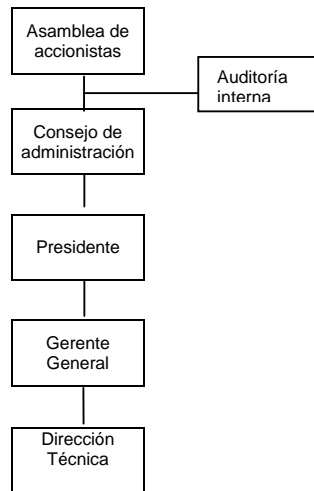 Asamblea de
accionistas
Auditoría
interna
Consejo de
administración
Presidente
Gerente
General
Dirección
Técnica